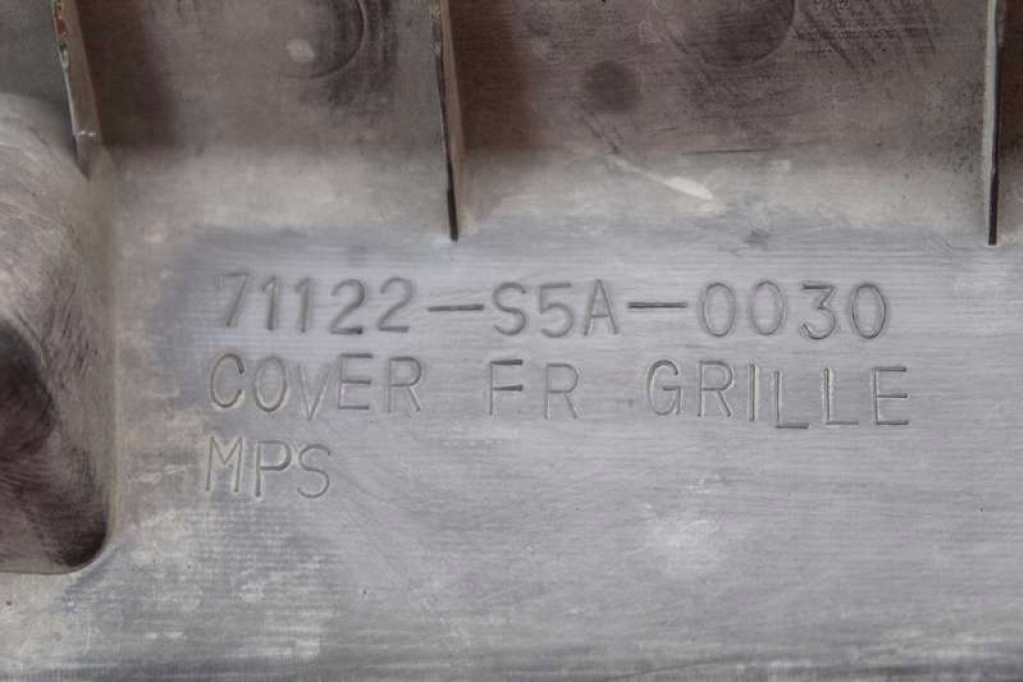 71122-S5A-0030
COVER FR GRILLE
MPS